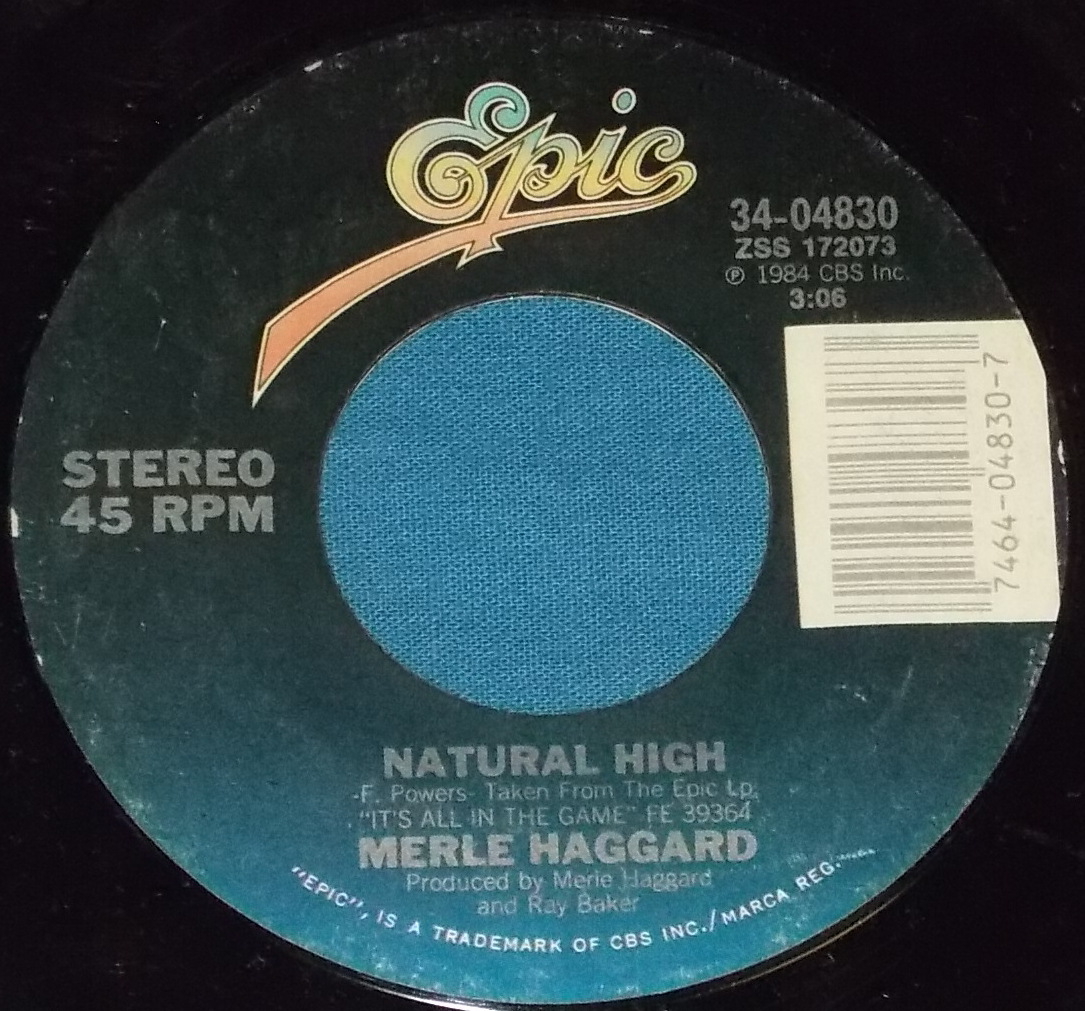 Epic
34-04830
ZSS 172073
℗ 1984 CBS Inc.
3:06
7464-04830-7
STEREO
45 RPM
NATURAL HIGH
-F. Powers- Taken From The Epic Lp.
"IT'S ALL IN THE GAME" FE 39364
MERLE HAGGARD
Produced by Merle Haggard
and Ray Baker
"EPIC", IS A TRADEMARK OF CBS INC./MARCA REG.